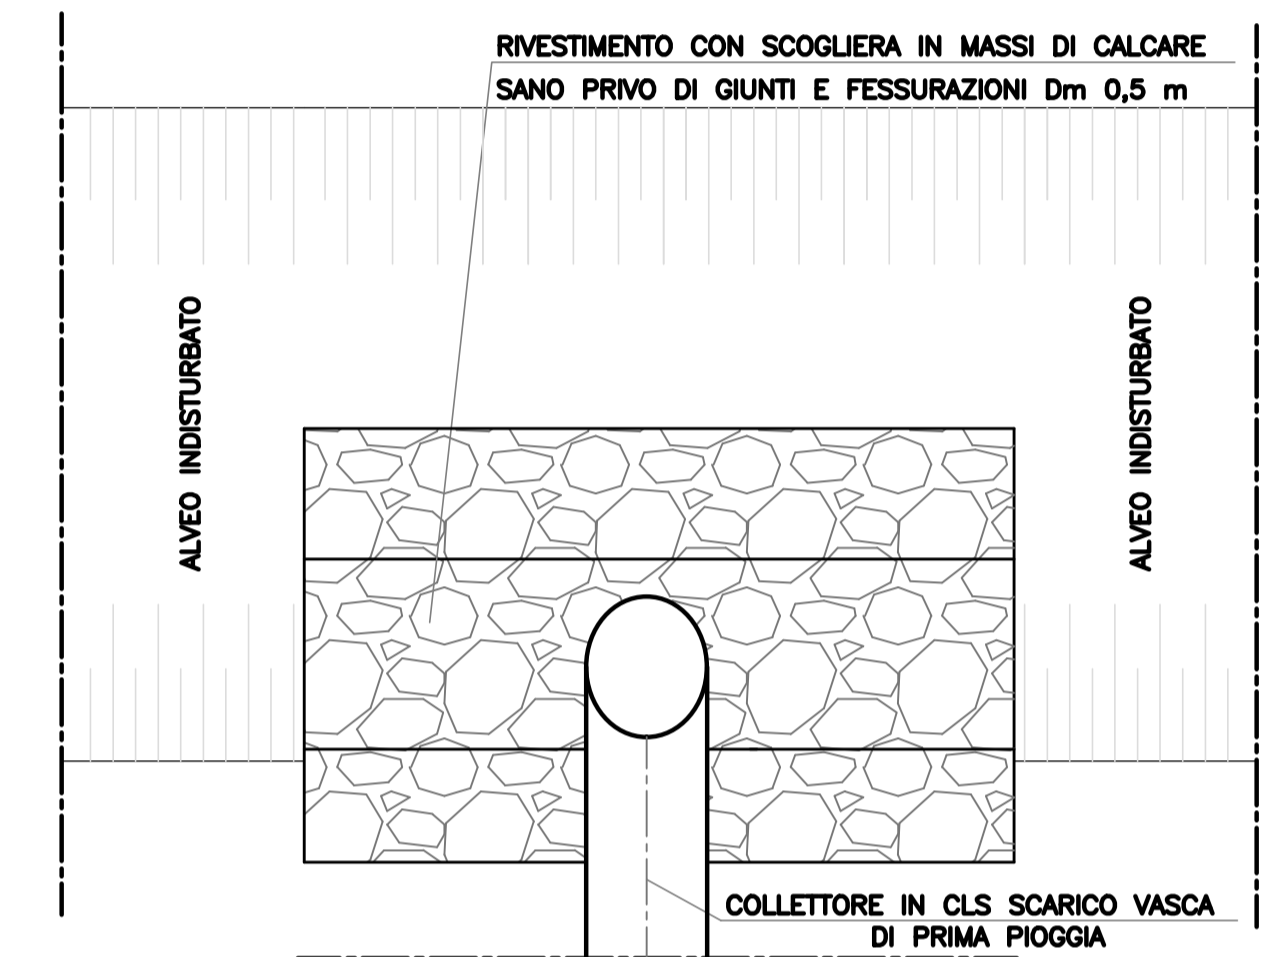 RIVESTIMENTO CON SCOGLIERA IN MASSI DI CALCARE
SANO PRIVO DI GIUNTI E FESSURAZIONI Dm 0,5 m
ALVEO INDISTURBATO
ALVEO INDISTURBATO
COLLETTORE IN CLS SCARICO VASCA
DI PRIMA PIOGGIA